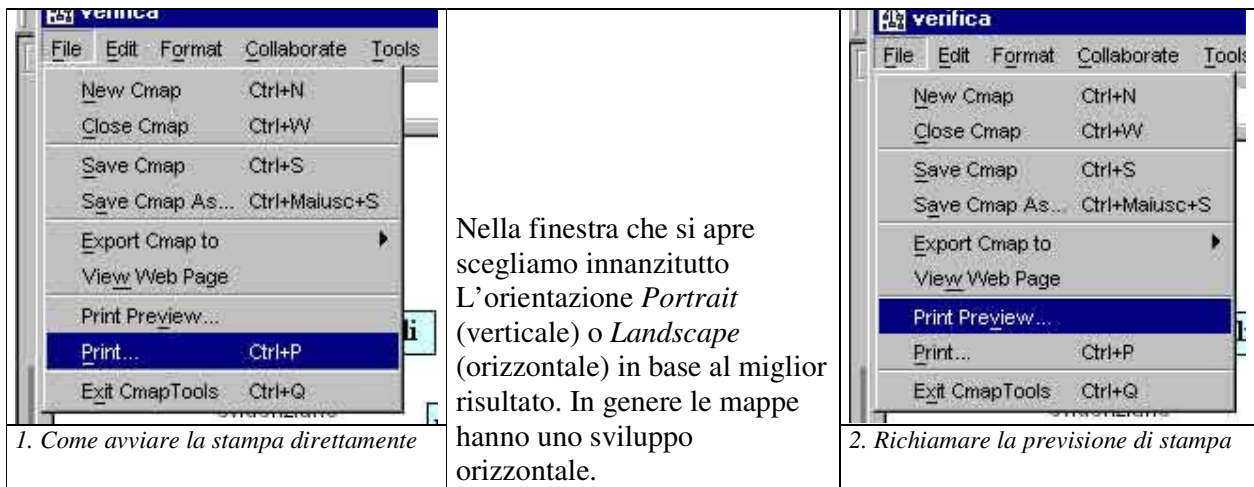 verifica
File Edit Format Collaborate Tools
New Cmap Ctrl+N
Close Cmap Ctrl+W
Save Cmap Ctrl+S
Save Cmap As... Ctrl+Maiusc+S
Export Cmap to
View Web Page
Print Preview...
Print... Ctrl+P
Exit CmapTools Ctrl+Q
1. Come avviare la stampa direttamente
Nella finestra che si apre
scegliamo innanzitutto
L'orientazione Portrait
(verticale) o Landscape
(orizzontale) in base al miglior
risultato. In genere le mappe
hanno uno sviluppo
orizzontale.
verifica
File Edit Format Collaborate Tools
New Cmap Ctrl+N
Close Cmap Ctrl+W
Save Cmap Ctrl+S
Save Cmap As... Ctrl+Maiusc+S
Export Cmap to
View Web Page
Print Preview...
Print... Ctrl+P
Exit CmapTools Ctrl+Q
2. Richiamare la previsione di stampa